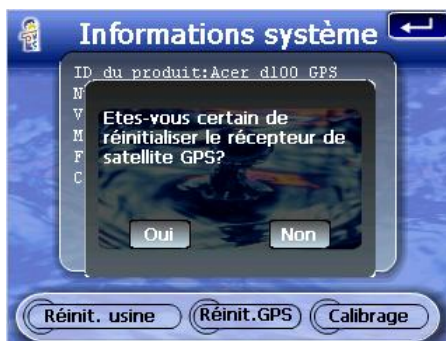 Informations système
ID du produit:Acer d100 GPS
N
V
M
F
C
Etes-vous certain de
réinitialiser le récepteur de
satellite GPS?
Oui
Non
Réinit. usine
Réinit.GPS
Calibrage